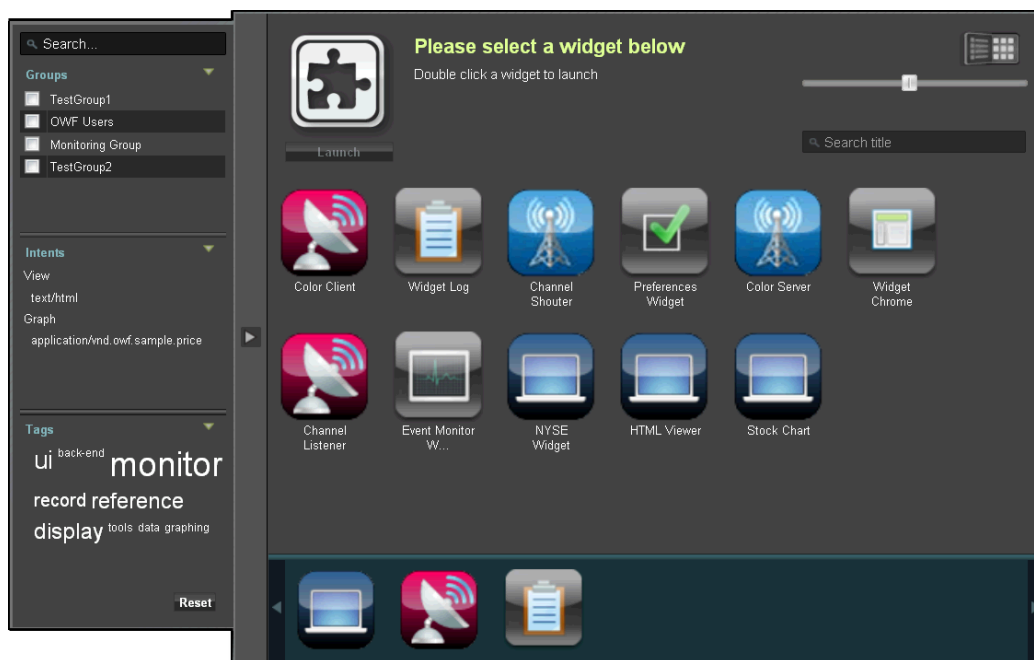 Search...
Groups
TestGroup1
OWF Users
Monitoring Group
TestGroup2
Intents
View
text/html
Graph
application/vnd.owf.sample.price
Tags
ui back-end monitor
record reference
display tools data graphing
Reset
Please select a widget below
Double click a widget to launch
Launch
Search title
Color Client
Widget Log
Channel
Shouter
Preferences
Widget
Color Server
Widget
Chrome
Channel
Listener
Event Monitor
W...
NYSE
Widget
HTML Viewer
Stock Chart